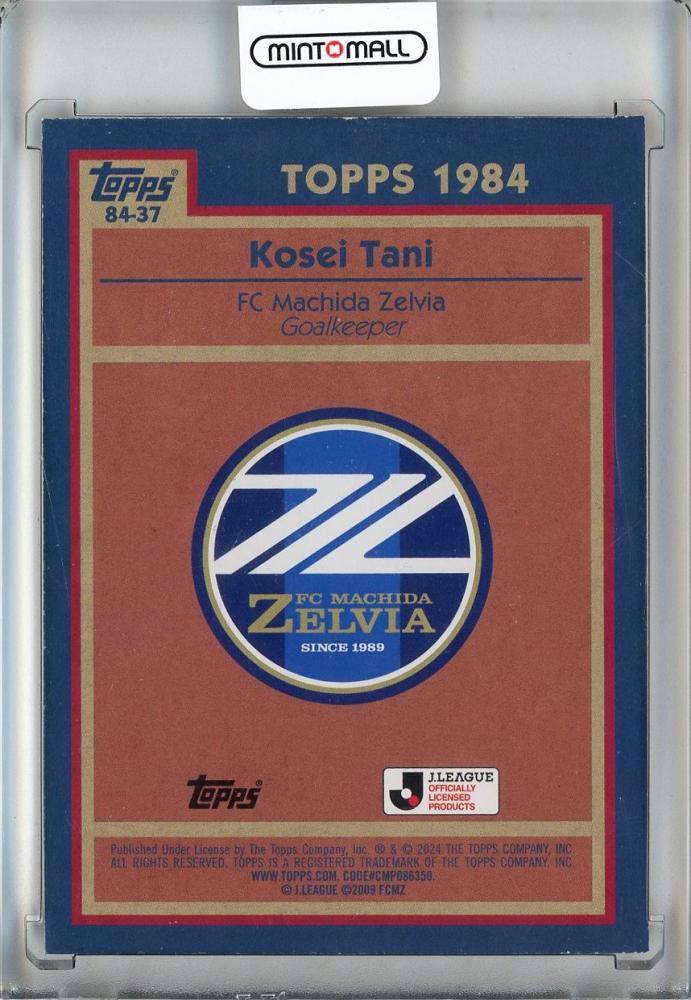 MINT MALL
TOPPS 1984
Topps®
84-37
Kosei Tani
FC Machida Zelvia
Goalkeeper
FC MACHIDA
ZELVIA
SINCE 1989
Topps®
J.LEAGUE
OFFICIALLY
LICENSED
PRODUCTS
Published Under License by The Topps Company, Inc. ® & © 2024 THE TOPPS COMPANY, INC.
ALL RIGHTS RESERVED. TOPPS IS A REGISTERED TRADEMARK OF THE TOPPS COMPANY, INC.
WWW.TOPPS.COM. CODE#CMP086350.
© J.LEAGUE ©2009 FCMZ